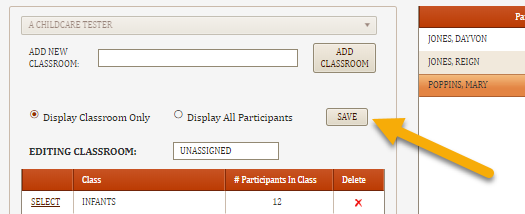 A CHILDCARE TESTER
ADD NEW
CLASSROOM:
ADD
CLASSROOM
Display Classroom Only
Display All Participants
SAVE
EDITING CLASSROOM:
UNASSIGNED
Class
# Participants In Class
Delete
SELECT
INFANTS
12
Pa
JONES, DAYVON
JONES, REIGN
POPPINS, MARY